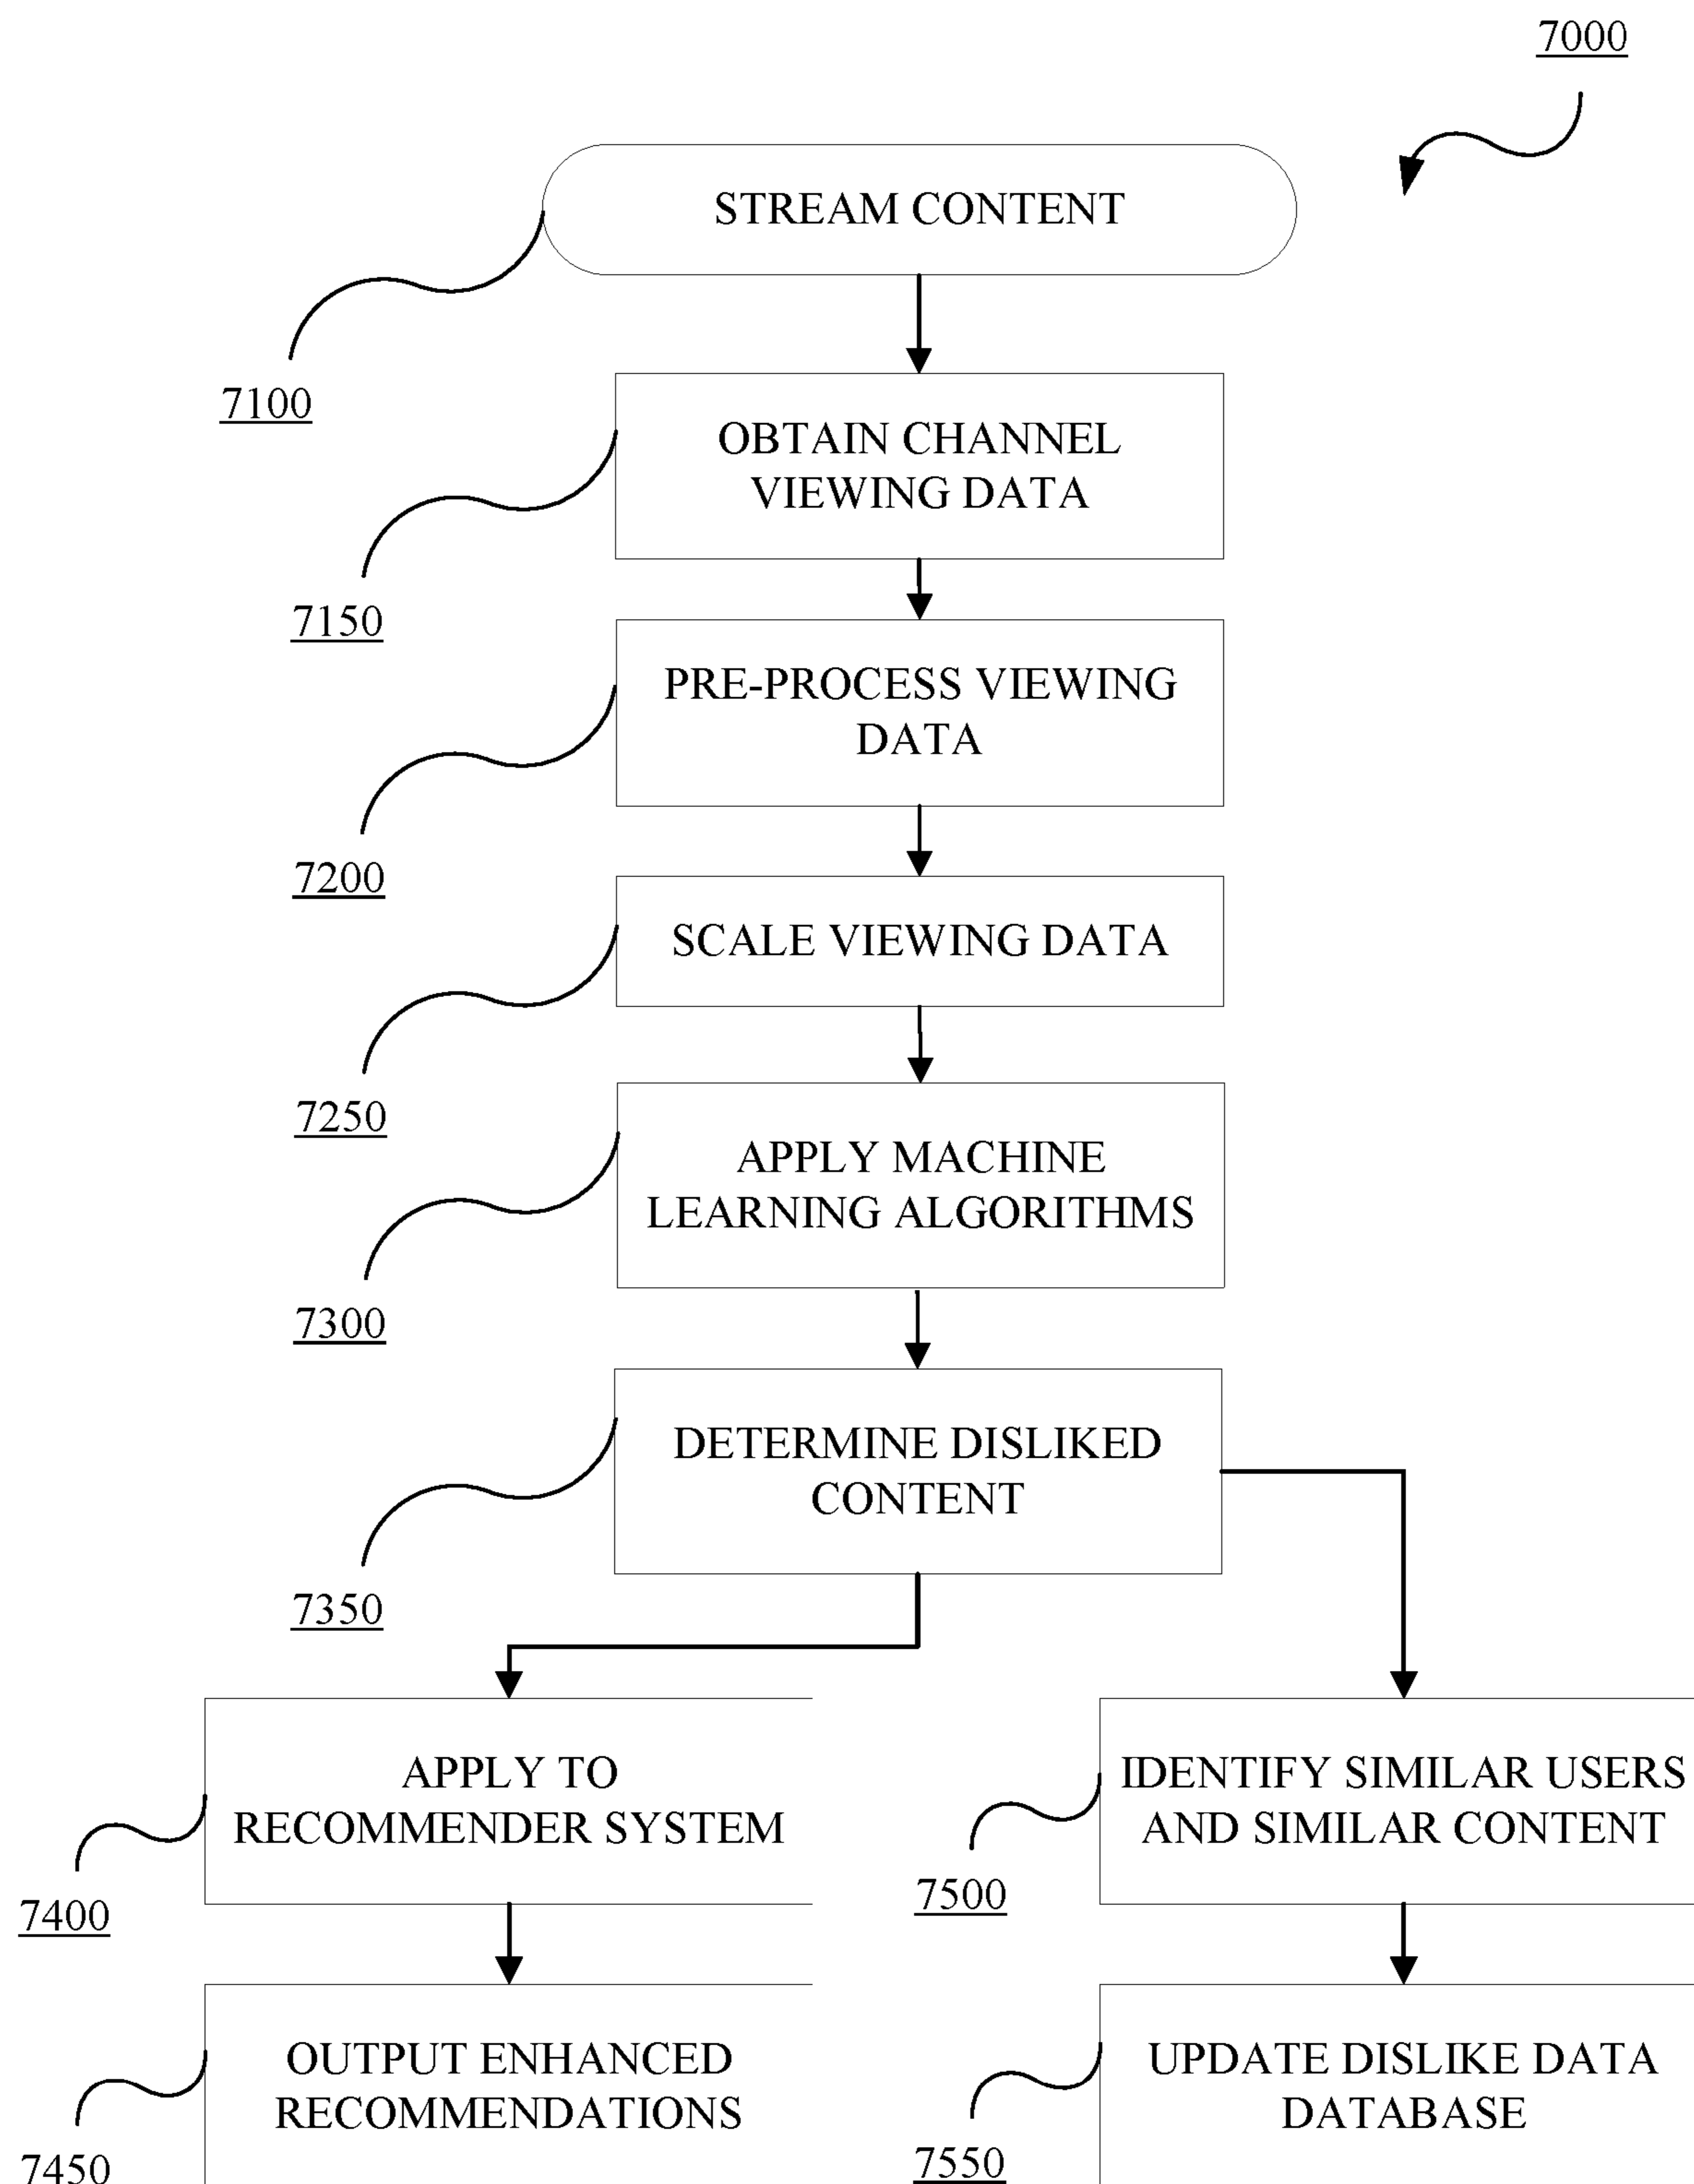 7000
STREAM CONTENT
7100
OBTAIN CHANNEL
VIEWING DATA
7150
PRE-PROCESS VIEWING
DATA
7200
SCALE VIEWING DATA
7250
APPLY MACHINE
LEARNING ALGORITHMS
7300
DETERMINE DISLIKED
CONTENT
7350
APPLY TO
RECOMMENDER SYSTEM
7400
IDENTIFY SIMILAR USERS
AND SIMILAR CONTENT
7500
OUTPUT ENHANCED
RECOMMENDATIONS
7450
UPDATE DISLIKE DATA
DATABASE
7550